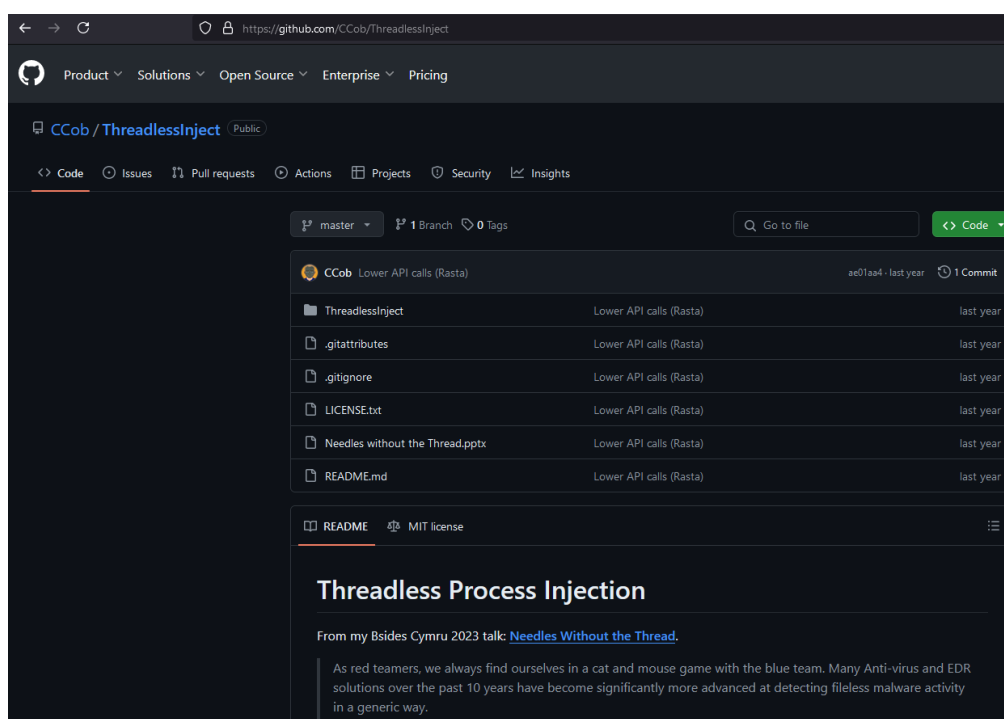 https://github.com/CCob/ThreadlessInject
Product Solutions Open Source Enterprise Pricing
CCob / ThreadlessInject Public
Code Issues Pull requests Actions Projects Security Insights
master 1 Branch 0 Tags Go to file Code
CCob Lower API calls (Rasta) ae01aa4 · last year 1 Commit
ThreadlessInject Lower API calls (Rasta) last year
.gitattributes Lower API calls (Rasta) last year
.gitignore Lower API calls (Rasta) last year
LICENSE.txt Lower API calls (Rasta) last year
Needles without the Thread.pptx Lower API calls (Rasta) last year
README.md Lower API calls (Rasta) last year
README MIT license
Threadless Process Injection
From my Bsides Cymru 2023 talk: Needles Without the Thread.
As red teamers, we always find ourselves in a cat and mouse game with the blue team. Many Anti-virus and EDR
solutions over the past 10 years have become significantly more advanced at detecting fileless malware activity
in a generic way.